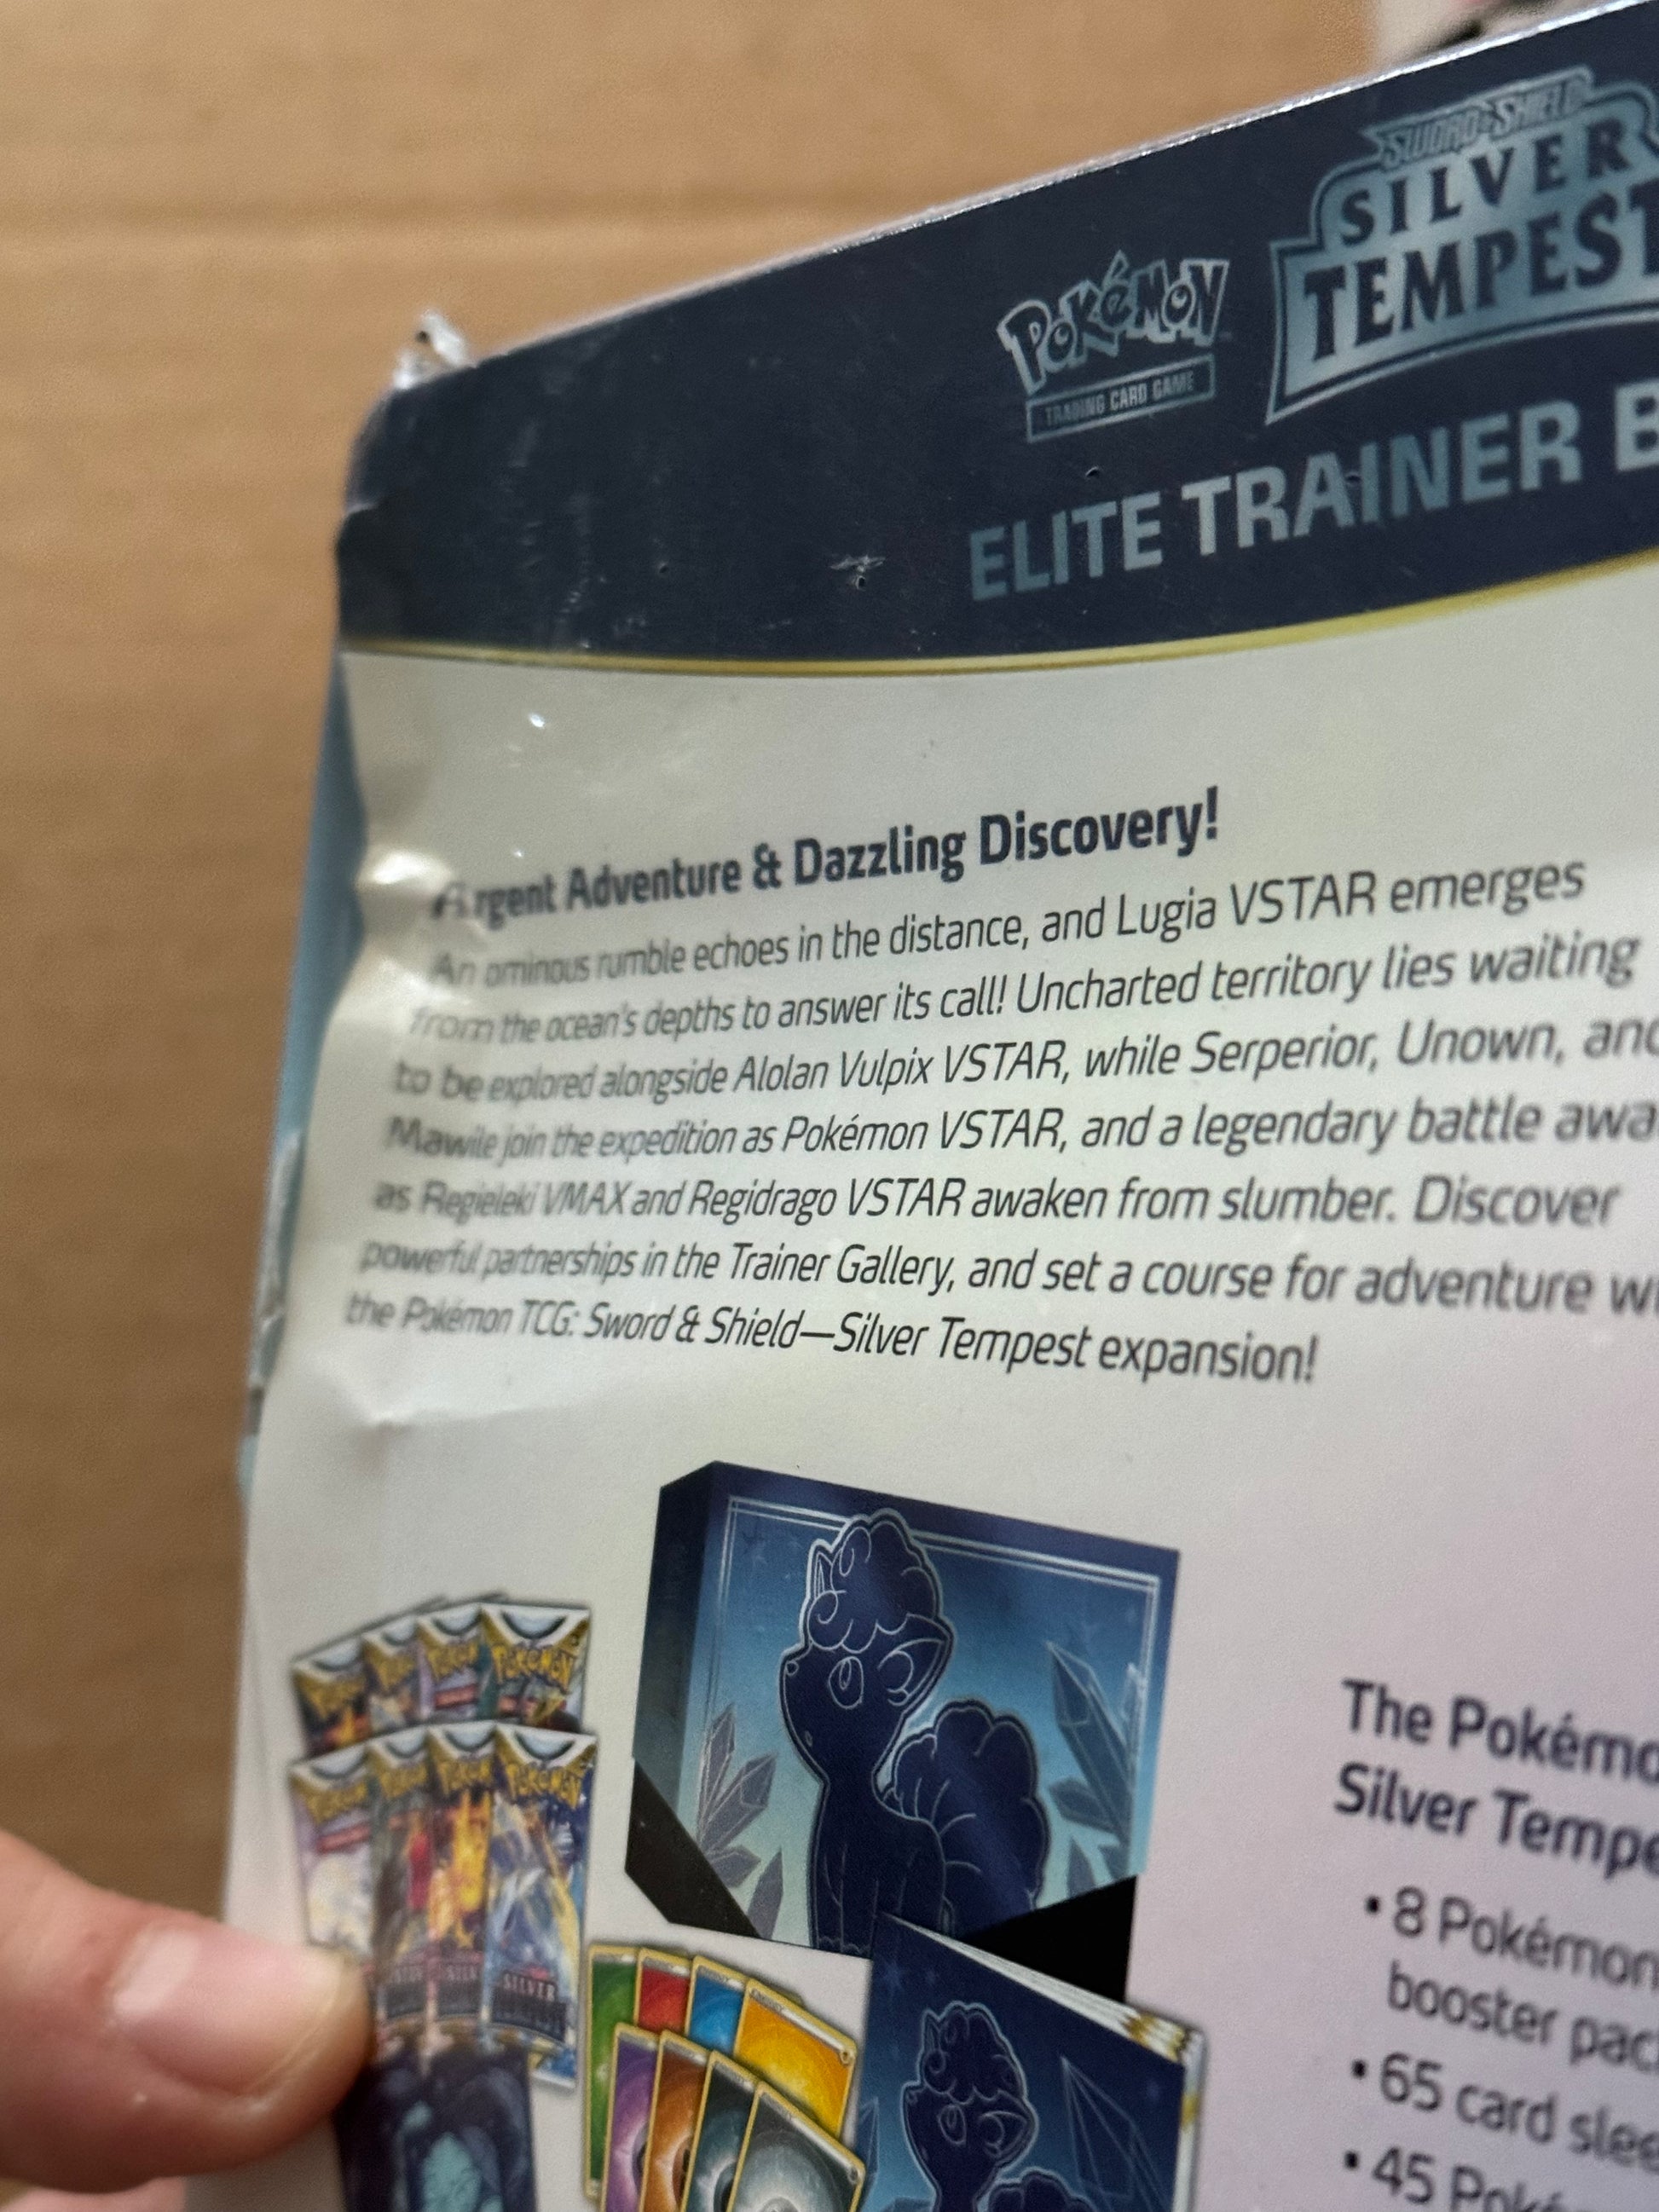 SWORD & SHIELD
SILVER
TEMPEST
Pokémon
TRADING CARD GAME
ELITE TRAINER B
Argent Adventure & Dazzling Discovery!
An ominous rumble echoes in the distance, and Lugia VSTAR emerges
from the ocean's depths to answer its call! Uncharted territory lies waiting
to be explored alongside Alolan Vulpix VSTAR, while Serperior, Unown, and
Mawile join the expedition as Pokémon VSTAR, and a legendary battle awa
as Regieleki VMAX and Regidrago VSTAR awaken from slumber. Discover
powerful partnerships in the Trainer Gallery, and set a course for adventure wi
the Pokémon TCG: Sword & Shield—Silver Tempest expansion!
POKéMON
POKéMON
SILVER
The Pokémo
Silver Tempe
• 8 Pokémon
booster pac
• 65 card slee
• 45 Poké